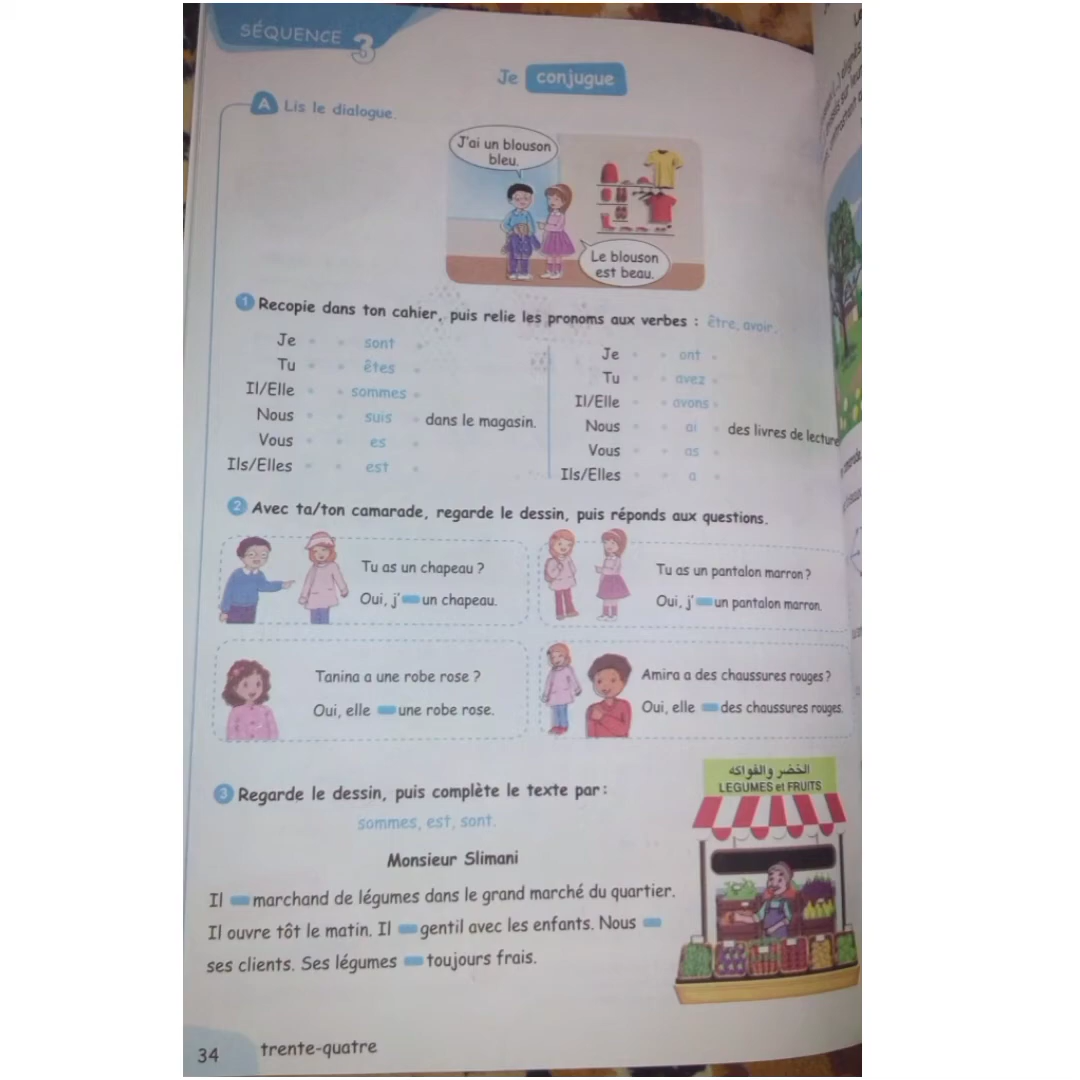 SÉQUENCE 3
Je conjugue
A Lis le dialogue.
J'ai un blouson
bleu.
Le blouson
est beau.
1 Recopie dans ton cahier, puis relie les pronoms aux verbes : être, avoir.
Je sont
Tu êtes
Il/Elle sommes
Nous suis dans le magasin.
Vous es
Ils/Elles est
Je ont
Tu avez
Il/Elle avons
Nous ai des livres de lecture
Vous as
Ils/Elles a
2 Avec ta/ton camarade, regarde le dessin, puis réponds aux questions.
Tu as un chapeau ?
Oui, j' un chapeau.
Tu as un pantalon marron ?
Oui, j' un pantalon marron.
Tanina a une robe rose ?
Oui, elle une robe rose.
Amira a des chaussures rouges ?
Oui, elle des chaussures rouges.
3 Regarde le dessin, puis complète le texte par :
sommes, est, sont.
Monsieur Slimani
Il marchand de légumes dans le grand marché du quartier.
Il ouvre tôt le matin. Il gentil avec les enfants. Nous
ses clients. Ses légumes toujours frais.
الخضر والفواكه
LEGUMES et FRUITS
34 trente-quatre